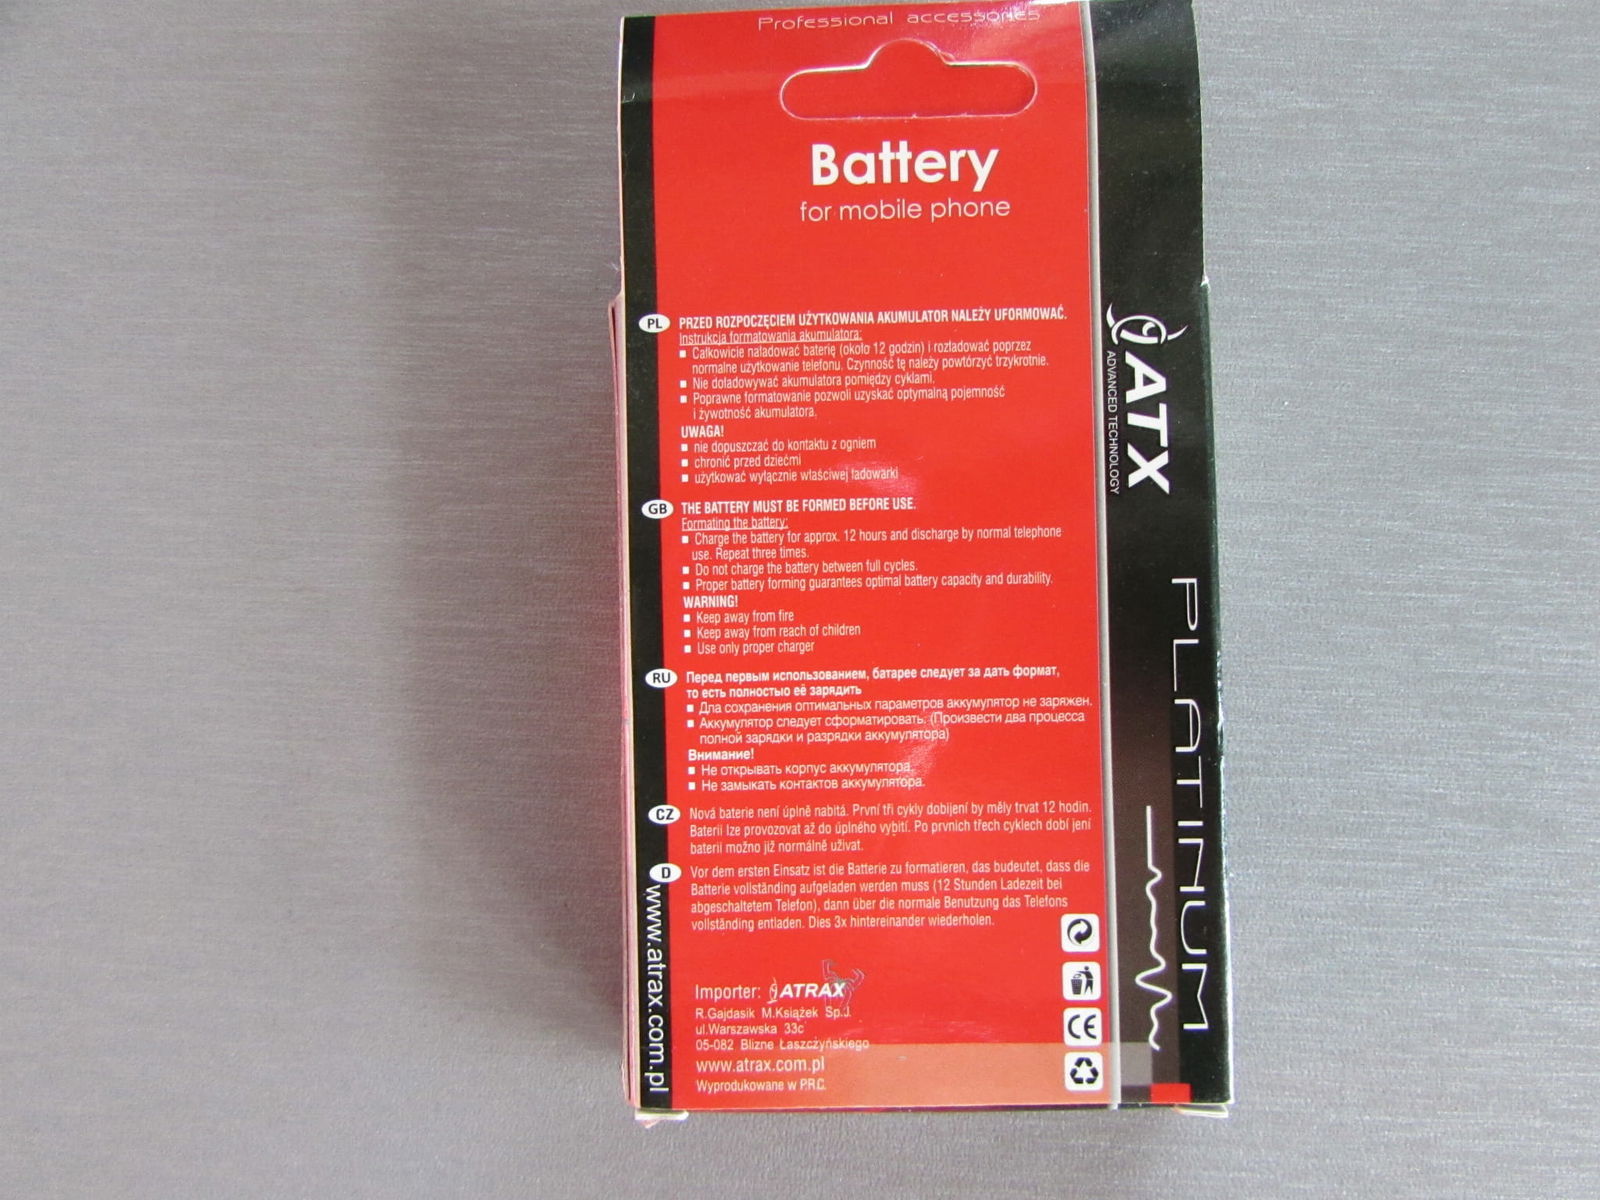 Professional accessories
Battery
for mobile phone
PL PRZED ROZPOCZĘCIEM UŻYTKOWANIA AKUMULATOR NALEŻY UFORMOWAĆ.
Instrukcja formatowania akumulatora:
■ Całkowicie naładować baterię (około 12 godzin) i rozładować poprzez
normalne użytkowanie telefonu. Czynność tę należy powtórzyć trzykrotnie.
■ Nie doładowywać akumulatora pomiędzy cyklami.
■ Poprawne formatowanie pozwoli uzyskać optymalną pojemność
i żywotność akumulatora.
UWAGA!
■ nie dopuszczać do kontaktu z ogniem
■ chronić przed dziećmi
■ użytkować wyłącznie właściwej ładowarki
GB THE BATTERY MUST BE FORMED BEFORE USE.
Formating the battery:
■ Charge the battery for approx. 12 hours and discharge by normal telephone
use. Repeat three times.
■ Do not charge the battery between full cycles.
■ Proper battery forming guarantees optimal battery capacity and durability.
WARNING!
■ Keep away from fire
■ Keep away from reach of children
■ Use only proper charger
RU Перед первым использованием, батарее следует за дать формат,
то есть полностью её зарядить
■ Дла сохранения оптимальных параметров аккумулятор не заряжен.
■ Аккумулятор следует сформатировать. (Произвести два процесса
полной зарядки и разрядки аккумулятора)
Внимание!
■ Не открывать корпус аккумулятора.
■ Не замыкать контактов аккумулятора.
CZ Nová baterie není úplně nabitá. První tři cykly dobíjení by měly trvat 12 hodin.
Baterii lze provozovat až do úplného vybití. Po prvnich třech cyklech dobí jení
baterii možno již normálně užívat.
D Vor dem ersten Einsatz ist die Batterie zu formatieren, das budeutet, dass die
Batterie vollständing aufgeladen werden muss (12 Stunden Ladezeit bei
abgeschaltetem Telefon), dann über die normale Benutzung das Telefons
vollständing entladen. Dies 3x hintereinander wiederholen.
Importer: ATRAX
R.Gajdasik M.Książek Sp.J.
ul.Warszawska 33c
05-082 Blizne Łaszczyńskiego
www.atrax.com.pl
Wyprodukowane w P.R.C.
www.atrax.com.pl
CE
ATX
ADVANCED TECHNOLOGY
PLATINUM